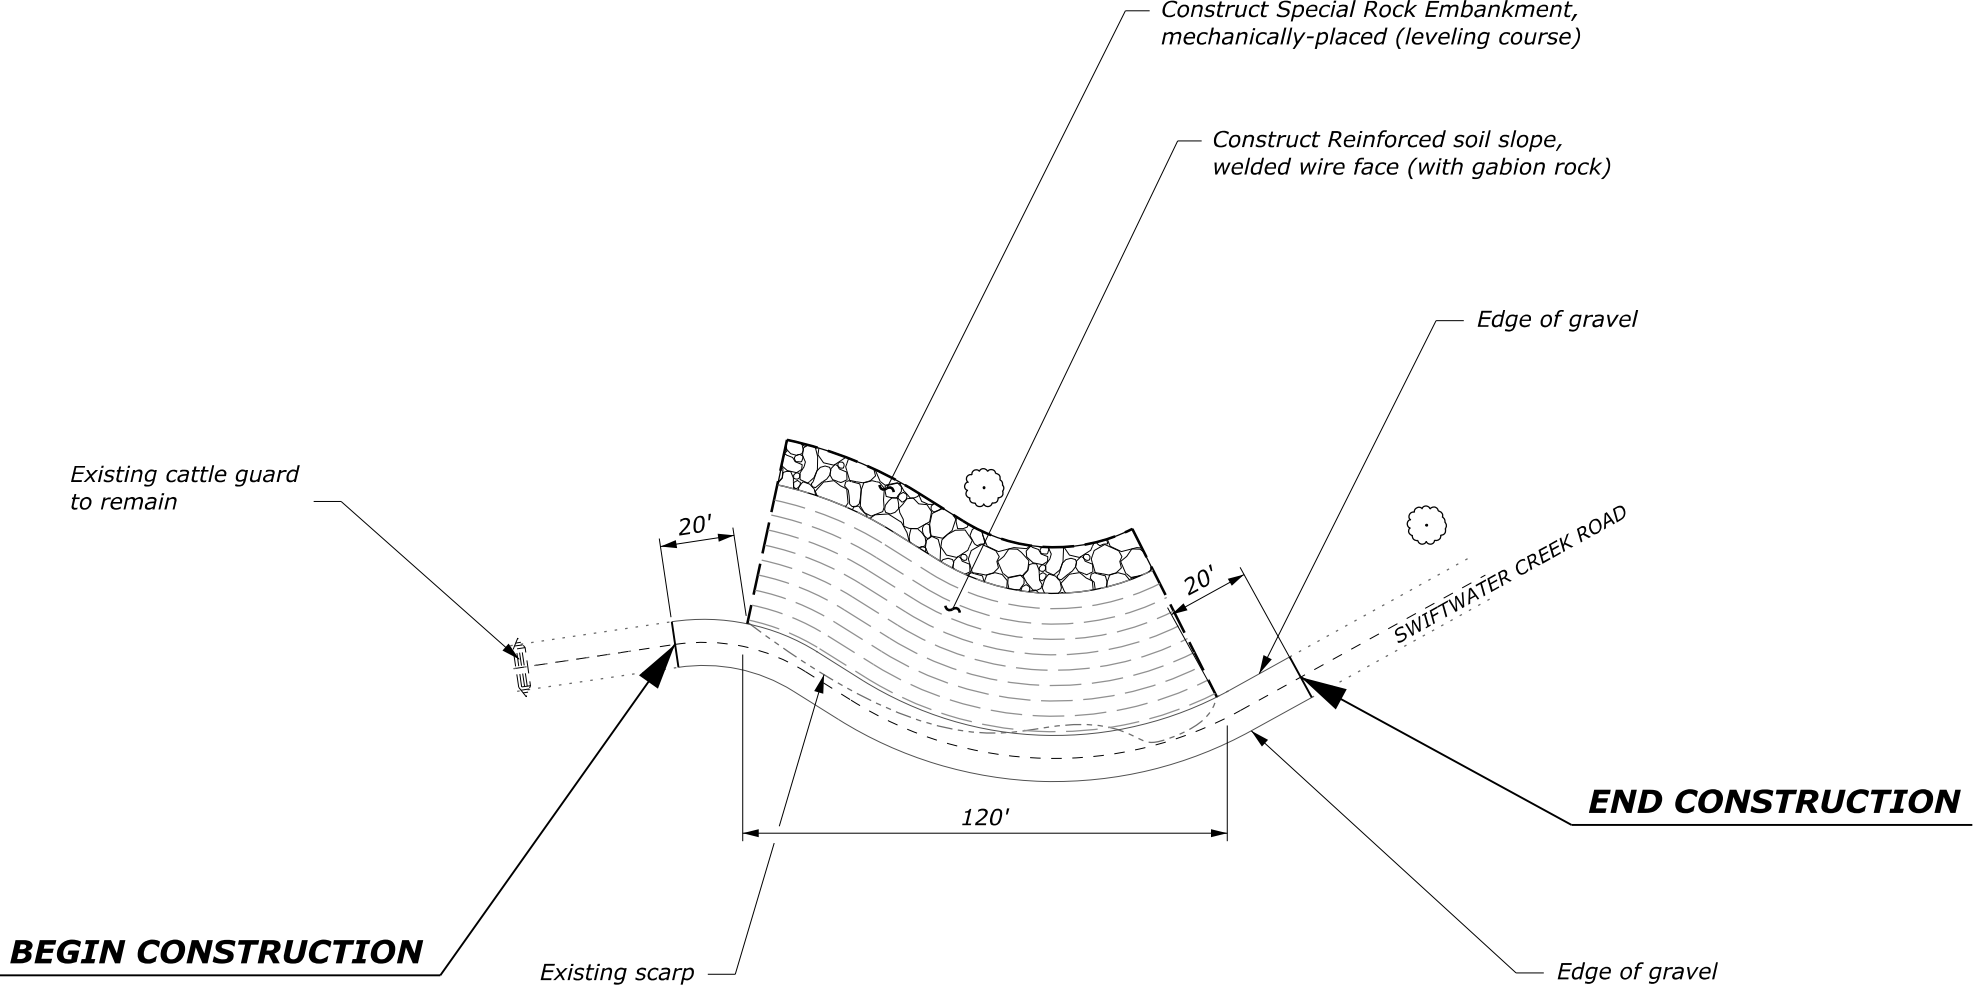 Construct Special Rock Embankment,
mechanically-placed (leveling course)
Construct Reinforced soil slope,
welded wire face (with gabion rock)
Edge of gravel
Existing cattle guard
to remain
20'
20'
SWIFTWATER CREEK ROAD
120'
END CONSTRUCTION
BEGIN CONSTRUCTION
Existing scarp
Edge of gravel